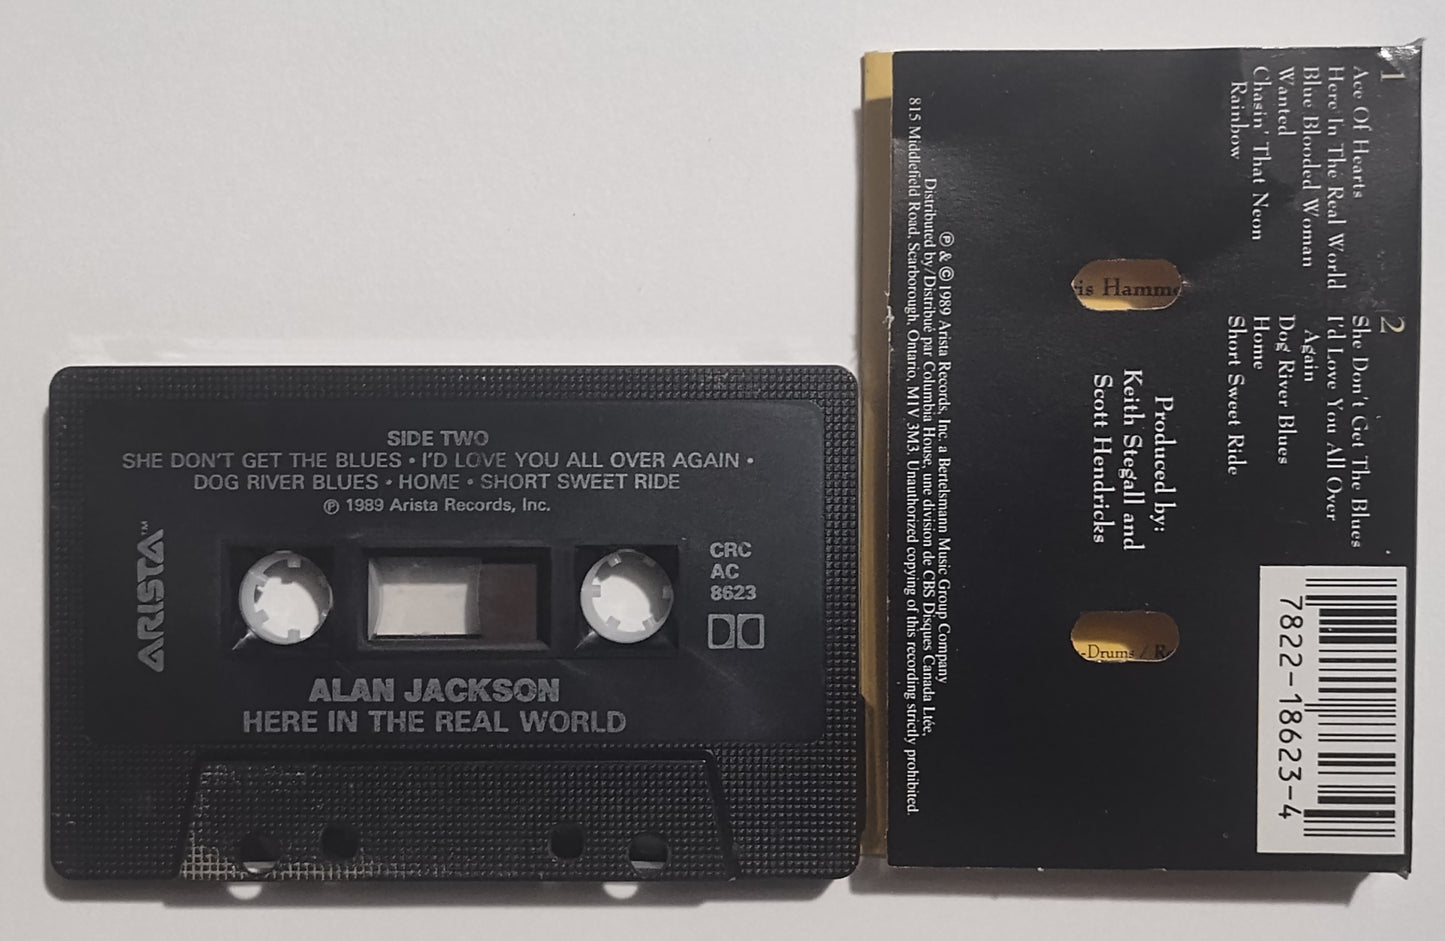 SIDE TWO
SHE DON'T GET THE BLUES • I'D LOVE YOU ALL OVER AGAIN •
DOG RIVER BLUES • HOME • SHORT SWEET RIDE
℗ 1989 Arista Records, Inc.
ARISTA™
CRC
AC
8623
ALAN JACKSON
HERE IN THE REAL WORLD
1
Ace Of Hearts
Here In The Real World
Blue Blooded Woman
Wanted
Chasin' That Neon
Rainbow
2
She Don't Get The Blues
I'd Love You All Over
Again
Dog River Blues
Home
Short Sweet Ride
Produced by:
Keith Stegall and
Scott Hendricks
is Hamm
-Drums /
℗ & © 1989 Arista Records, Inc. a Bertelsmann Music Group Company
Distributed by/Distribué par Columbia House, une division de CBS Disques Canada Ltée,
815 Middlefield Road, Scarborough, Ontario, M1V 3M3. Unauthorized copying of this recording strictly prohibited.
7822-18623-4